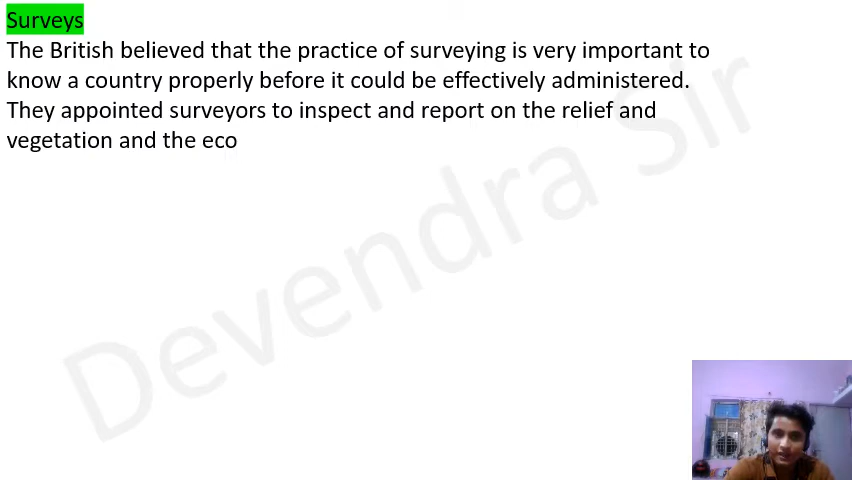 Surveys
The British believed that the practice of surveying is very important to
know a country properly before it could be effectively administered.
They appointed surveyors to inspect and report on the relief and
vegetation and the eco
Devendra Sir